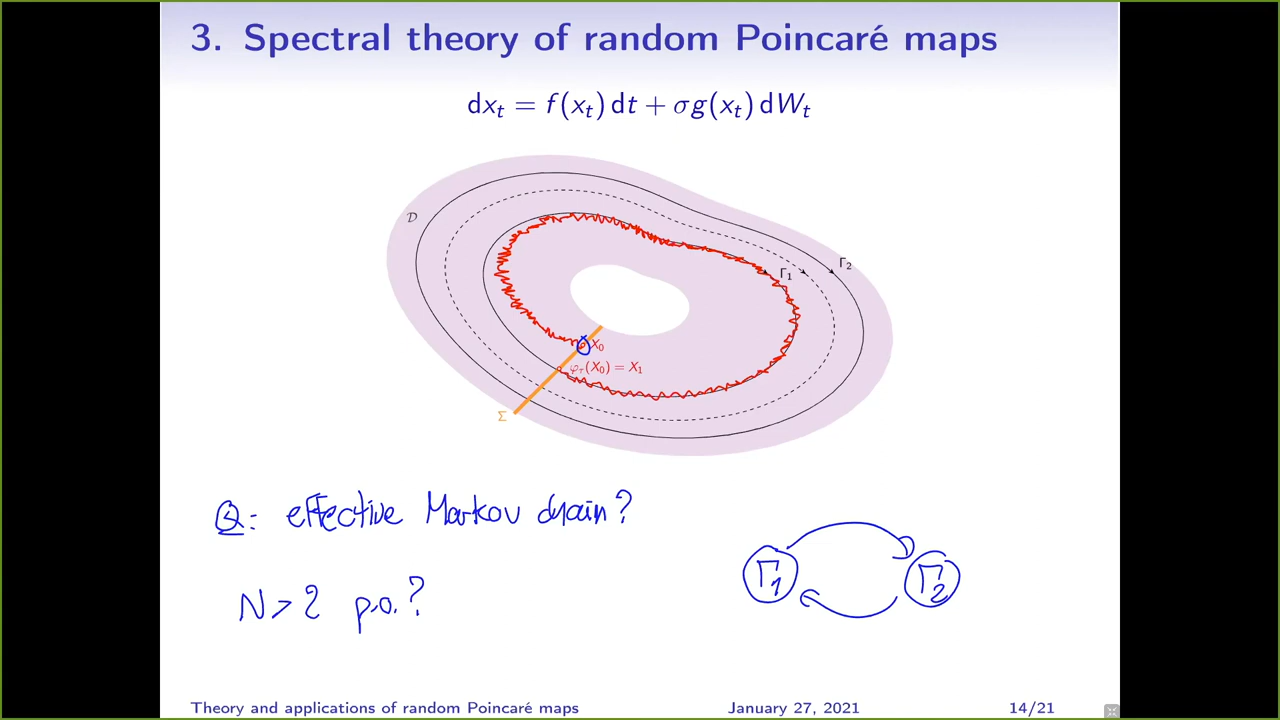 3. Spectral theory of random Poincaré maps
dx_t = f(x_t) dt + σg(x_t) dW_t
D
Γ₂
Γ₁
X₀
φ_τ(X₀) = X₁
Σ
Q: effective Markov chain?
Γ₁ Γ₂
N > 2 p.o.?
Theory and applications of random Poincaré maps January 27, 2021 14/21